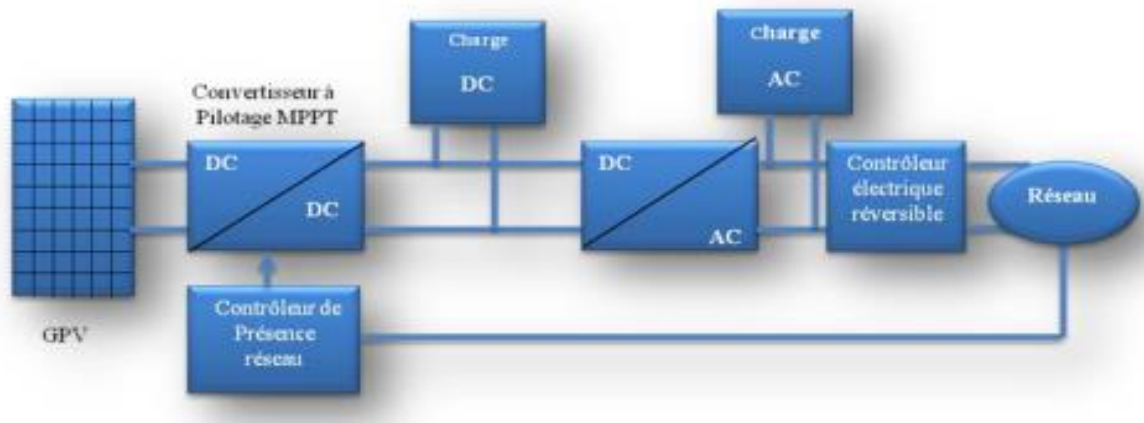 Charge
DC
Charge
AC
Convertisseur à
Pilotage MPPT
DC
DC
DC
AC
Contrôleur
électrique
réversible
Réseau
Contrôleur de
Présence
réseau
GPV